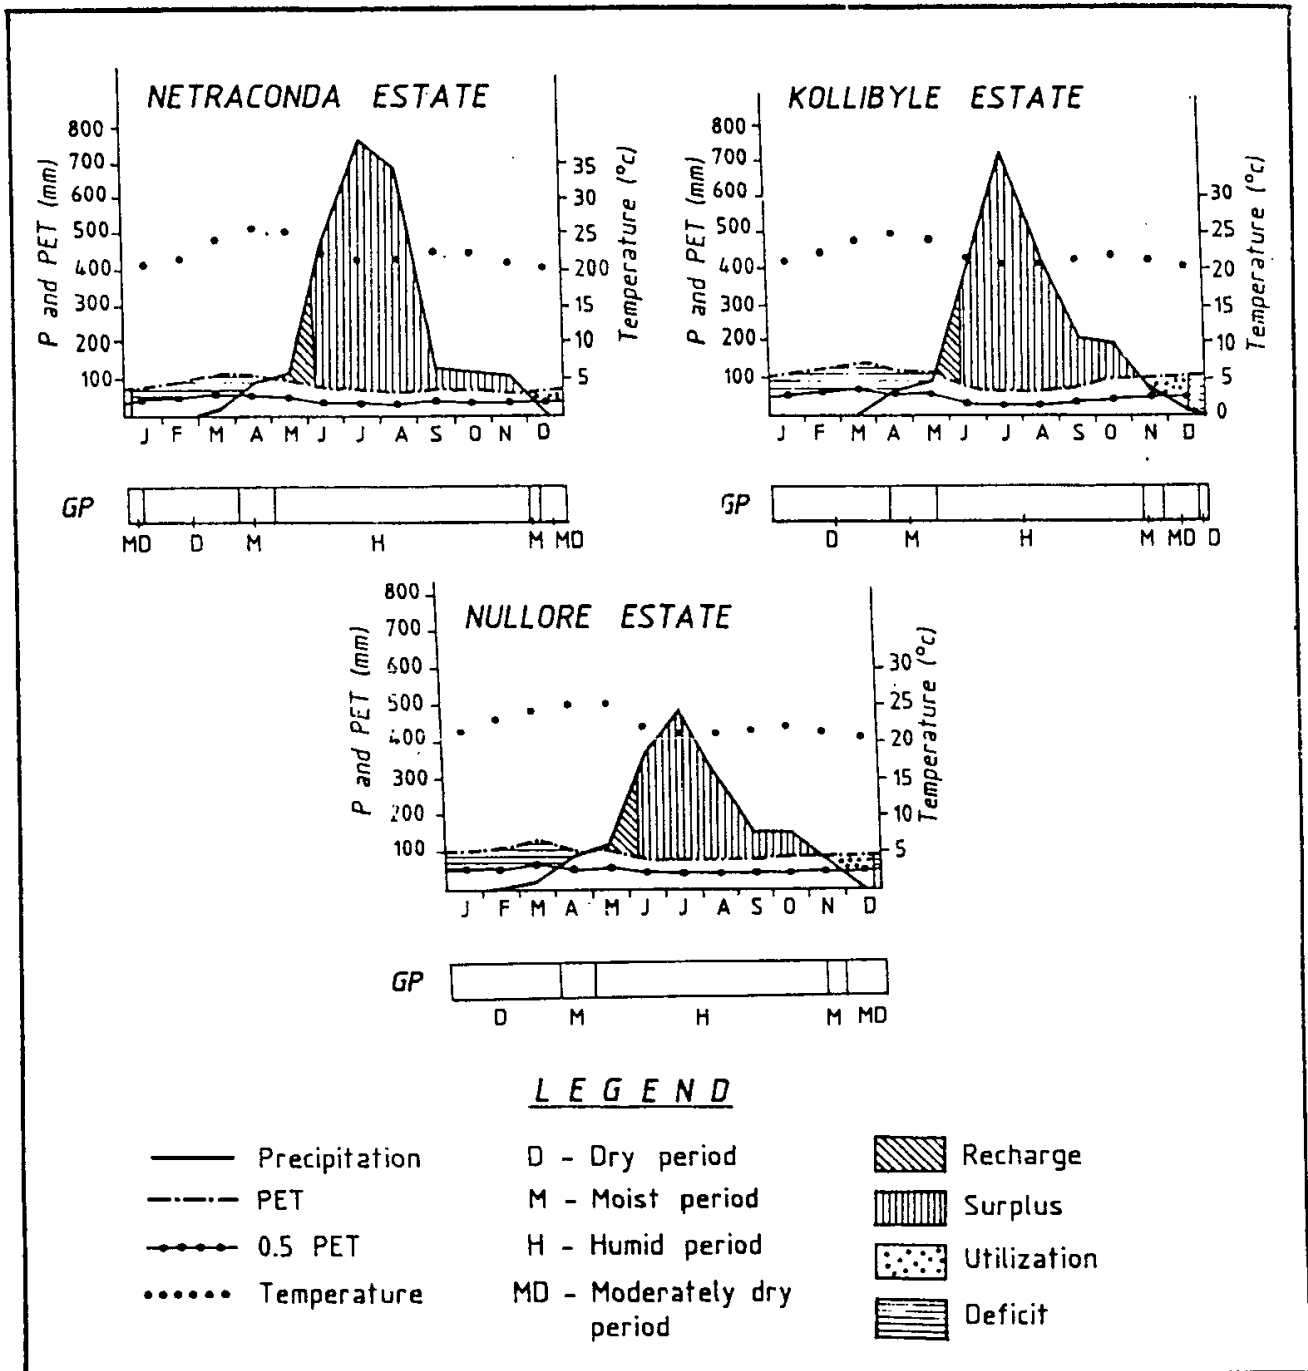 NETRACONDA ESTATE
P and PET (mm)
800
700
600
500
400
300
200
100
35
30
25
200
15
10
5
Temperature (°c)
J F M A M J J A S O N D
GP
MD D M H M MD
KOLLIBYLE ESTATE
P and PET (mm)
800
700
600
500
400
300
200
100
30
25
20
15
10
5
0
Temperature (°c)
J F M A M J J A S O N D
GP
D M H M MD D
NULLORE ESTATE
P and PET (mm)
800
700
600
500
400
300
200
100
30
25
20
15
10
5
Temperature (°c)
J F M A M J J A S O N D
GP
D M H M MD
LEGEND
Precipitation
PET
0.5 PET
Temperature
D - Dry period
M - Moist period
H - Humid period
MD - Moderately dry
period
Recharge
Surplus
Utilization
Deficit